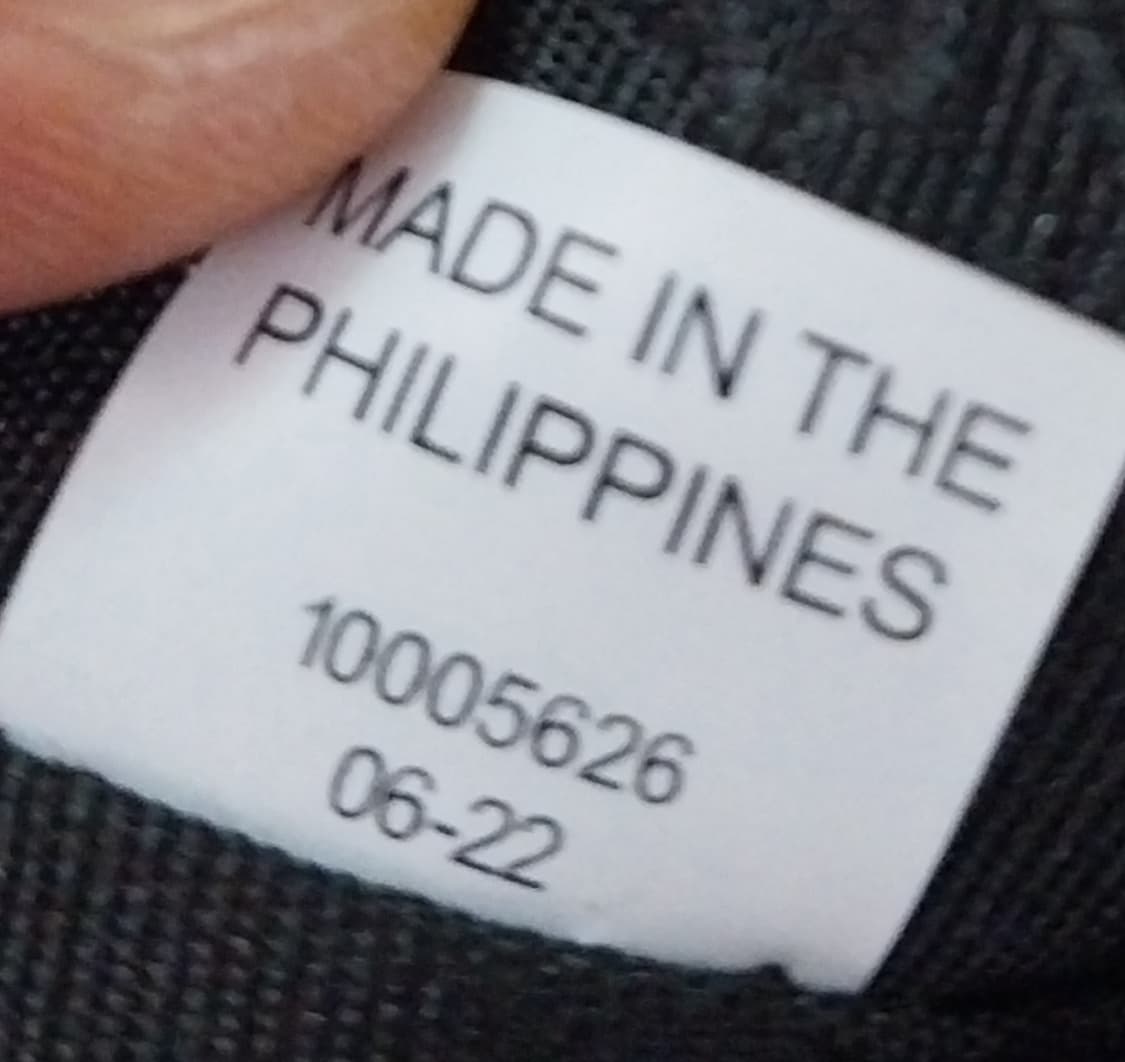 MADE IN THE
PHILIPPINES
10005626
06-22